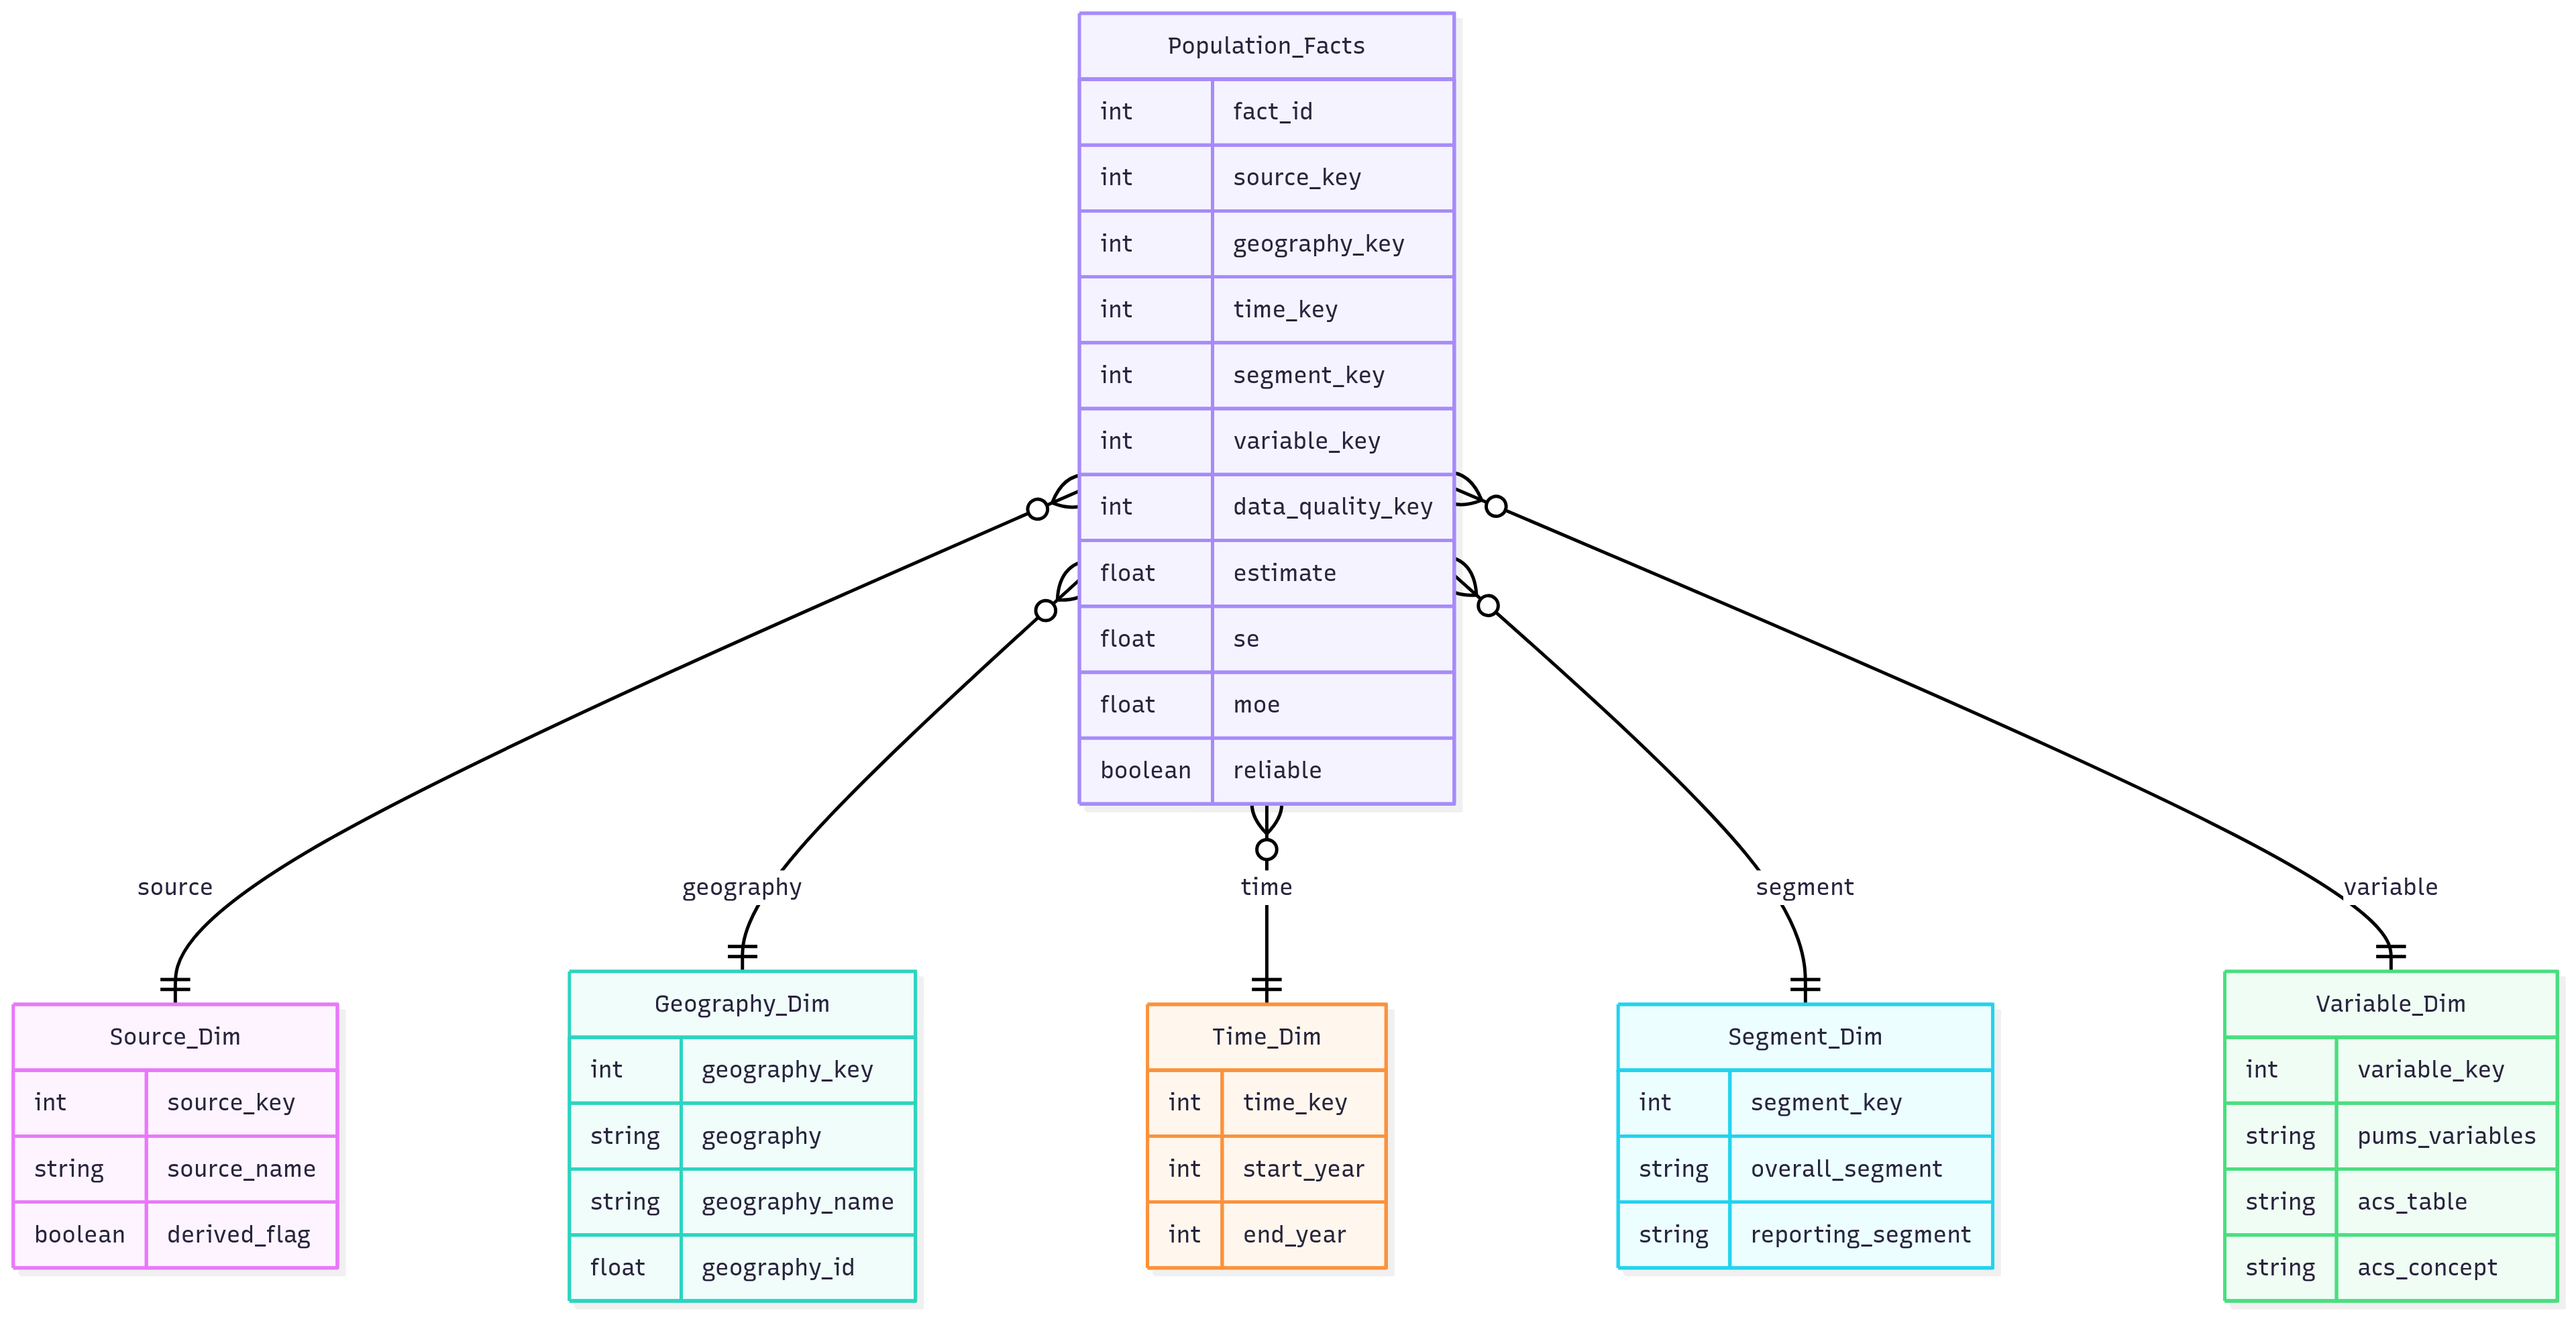 Population_Facts
int fact_id
int source_key
int geography_key
int time_key
int segment_key
int variable_key
int data_quality_key
float estimate
float se
float moe
boolean reliable
source
geography
time
segment
variable
Source_Dim
int source_key
string source_name
boolean derived_flag
Geography_Dim
int geography_key
string geography
string geography_name
float geography_id
Time_Dim
int time_key
int start_year
int end_year
Segment_Dim
int segment_key
string overall_segment
string reporting_segment
Variable_Dim
int variable_key
string pums_variables
string acs_table
string acs_concept